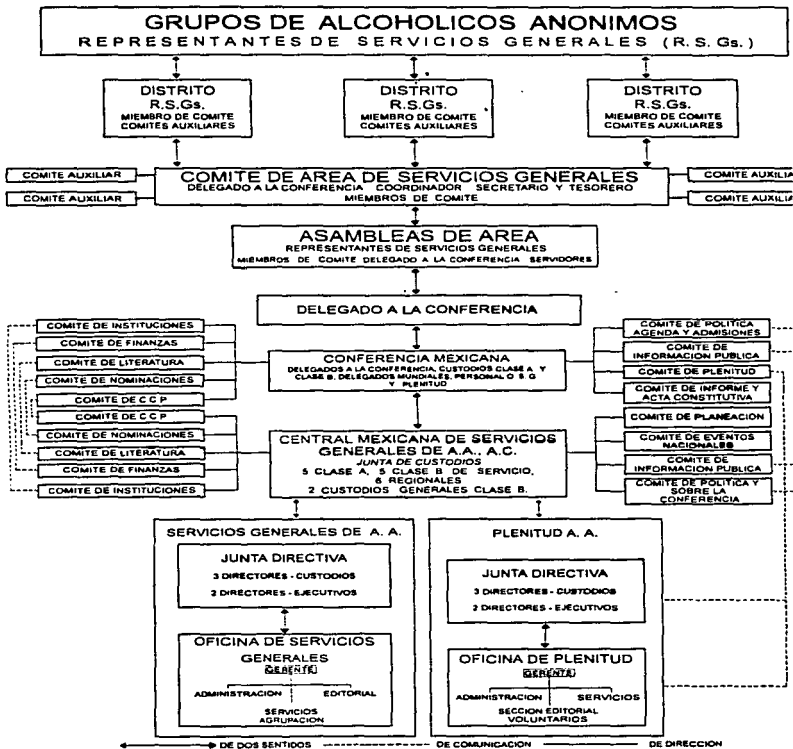 GRUPOS DE ALCOHOLICOS ANONIMOS
REPRESENTANTES DE SERVICIOS GENERALES (R. S. Gs.)
DISTRITO
R.S.Gs.
MIEMBRO DE COMITE
COMITES AUXILIARES
DISTRITO
R.S.Gs.
MIEMBRO DE COMITE
COMITES AUXILIARES
DISTRITO
R.S.Gs.
MIEMBRO DE COMITE
COMITES AUXILIARES
COMITE AUXILIAR
COMITE AUXILIAR
COMITE DE AREA DE SERVICIOS GENERALES
DELEGADO A LA CONFERENCIA COORDINADOR SECRETARIO Y TESORERO
MIEMBROS DE COMITE
COMITE AUXILIA
COMITE AUXILIA
ASAMBLEAS DE AREA
REPRESENTANTES DE SERVICIOS GENERALES
MIEMBROS DE COMITE DELEGADO A LA CONFERENCIA SERVIDORES
DELEGADO A LA CONFERENCIA
COMITE DE INSTITUCIONES
COMITE DE FINANZAS
COMITE DE LITERATURA
COMITE DE NOMINACIONES
COMITE DE C C P
COMITE DE C C P
COMITE DE NOMINACIONES
COMITE DE LITERATURA
COMITE DE FINANZAS
COMITE DE INSTITUCIONES
CONFERENCIA MEXICANA
DELEGADOS A LA CONFERENCIA, CUSTODIOS CLASE A Y
CLASE B, DELEGADOS MUNDIALES, PERSONAL O S G
Y PLENITUD
CENTRAL MEXICANA DE SERVICIOS
GENERALES DE A.A., A.C.
JUNTA DE CUSTODIOS
5 CLASE A, 5 CLASE B DE SERVICIO,
6 REGIONALES
2 CUSTODIOS GENERALES CLASE B.
COMITE DE POLITICA
AGENDA Y ADMISIONES
COMITE DE
INFORMACION PUBLICA
COMITE DE PLENITUD
COMITE DE INFORME Y
ACTA CONSTITUTIVA
COMITE DE PLANEACION
COMITE DE EVENTOS
NACIONALES
COMITE DE
INFORMACION PUBLICA
COMITE DE POLITICA Y
SOBRE LA
CONFERENCIA
SERVICIOS GENERALES DE A. A.
JUNTA DIRECTIVA
3 DIRECTORES - CUSTODIOS
2 DIRECTORES - EJECUTIVOS
OFICINA DE SERVICIOS
GENERALES
GERENTE
ADMINISTRACION EDITORIAL
SERVICIOS
AGRUPACION
PLENITUD A. A.
JUNTA DIRECTIVA
3 DIRECTORES - CUSTODIOS
2 DIRECTORES - EJECUTIVOS
OFICINA DE PLENITUD
GERENTE
ADMINISTRACION SERVICIOS
SECCION EDITORIAL
VOLUNTARIOS
DE DOS SENTIDOS DE COMUNICACION DE DIRECCION